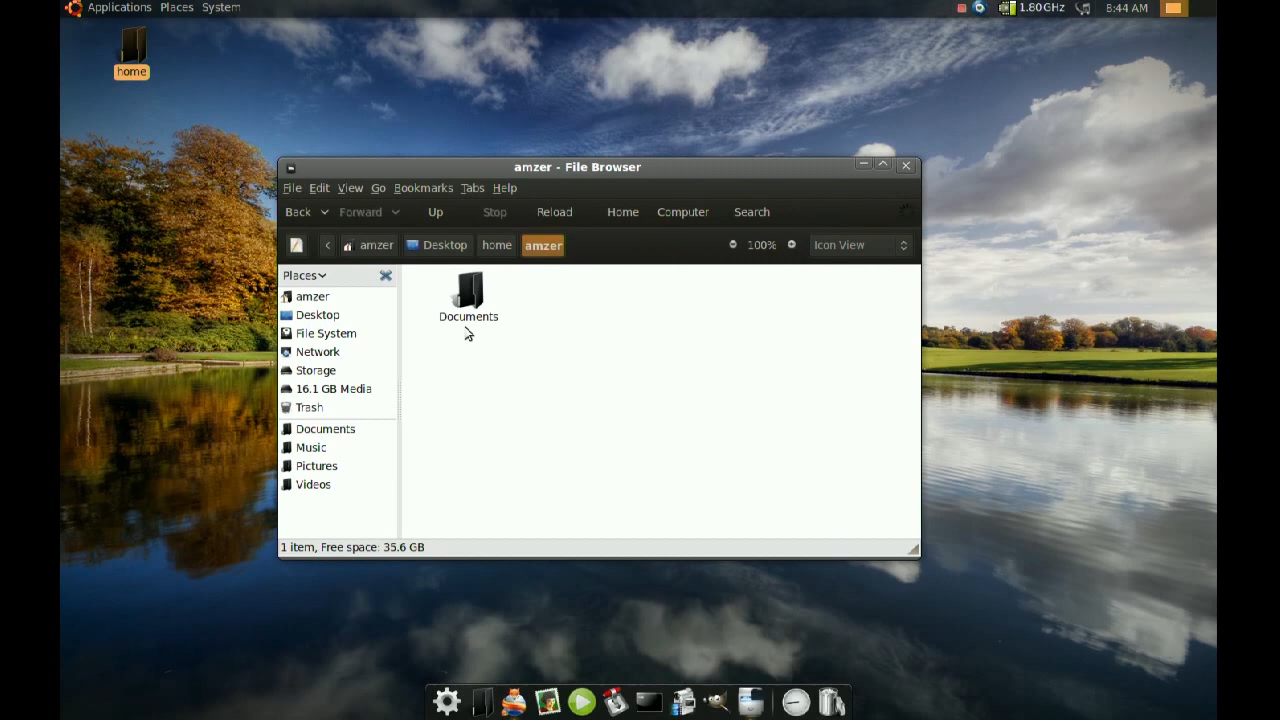 Applications Places System 1.80GHz 8:44 AM
home
amzer - File Browser
File Edit View Go Bookmarks Tabs Help
Back Forward Up Stop Reload Home Computer Search
amzer Desktop home amzer 100% Icon View
Places
amzer
Desktop
File System
Network
Storage
16.1 GB Media
Trash
Documents
Music
Pictures
Videos
Documents
1 item, Free space: 35.6 GB